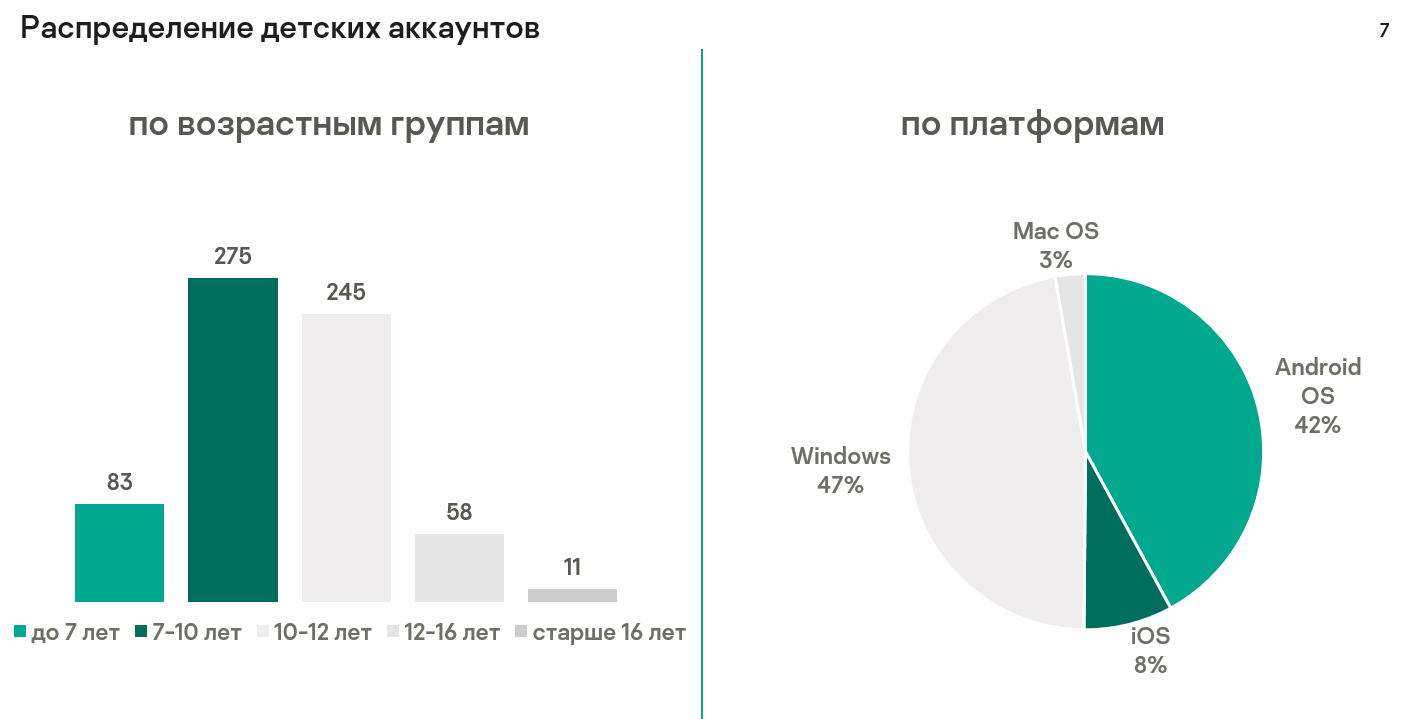 Распределение детских аккаунтов
7
по возрастным группам
83
275
245
58
11
до 7 лет 7-10 лет 10-12 лет 12-16 лет старше 16 лет
по платформам
Mac OS
3%
Android
OS
42%
Windows
47%
iOS
8%